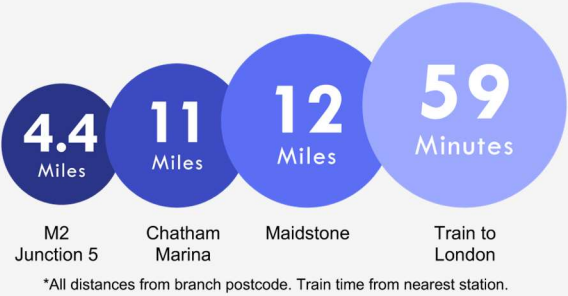 4.4
Miles
11
Miles
12
Miles
59
Minutes
M2
Junction 5
Chatham
Marina
Maidstone
Train to
London
*All distances from branch postcode. Train time from nearest station.